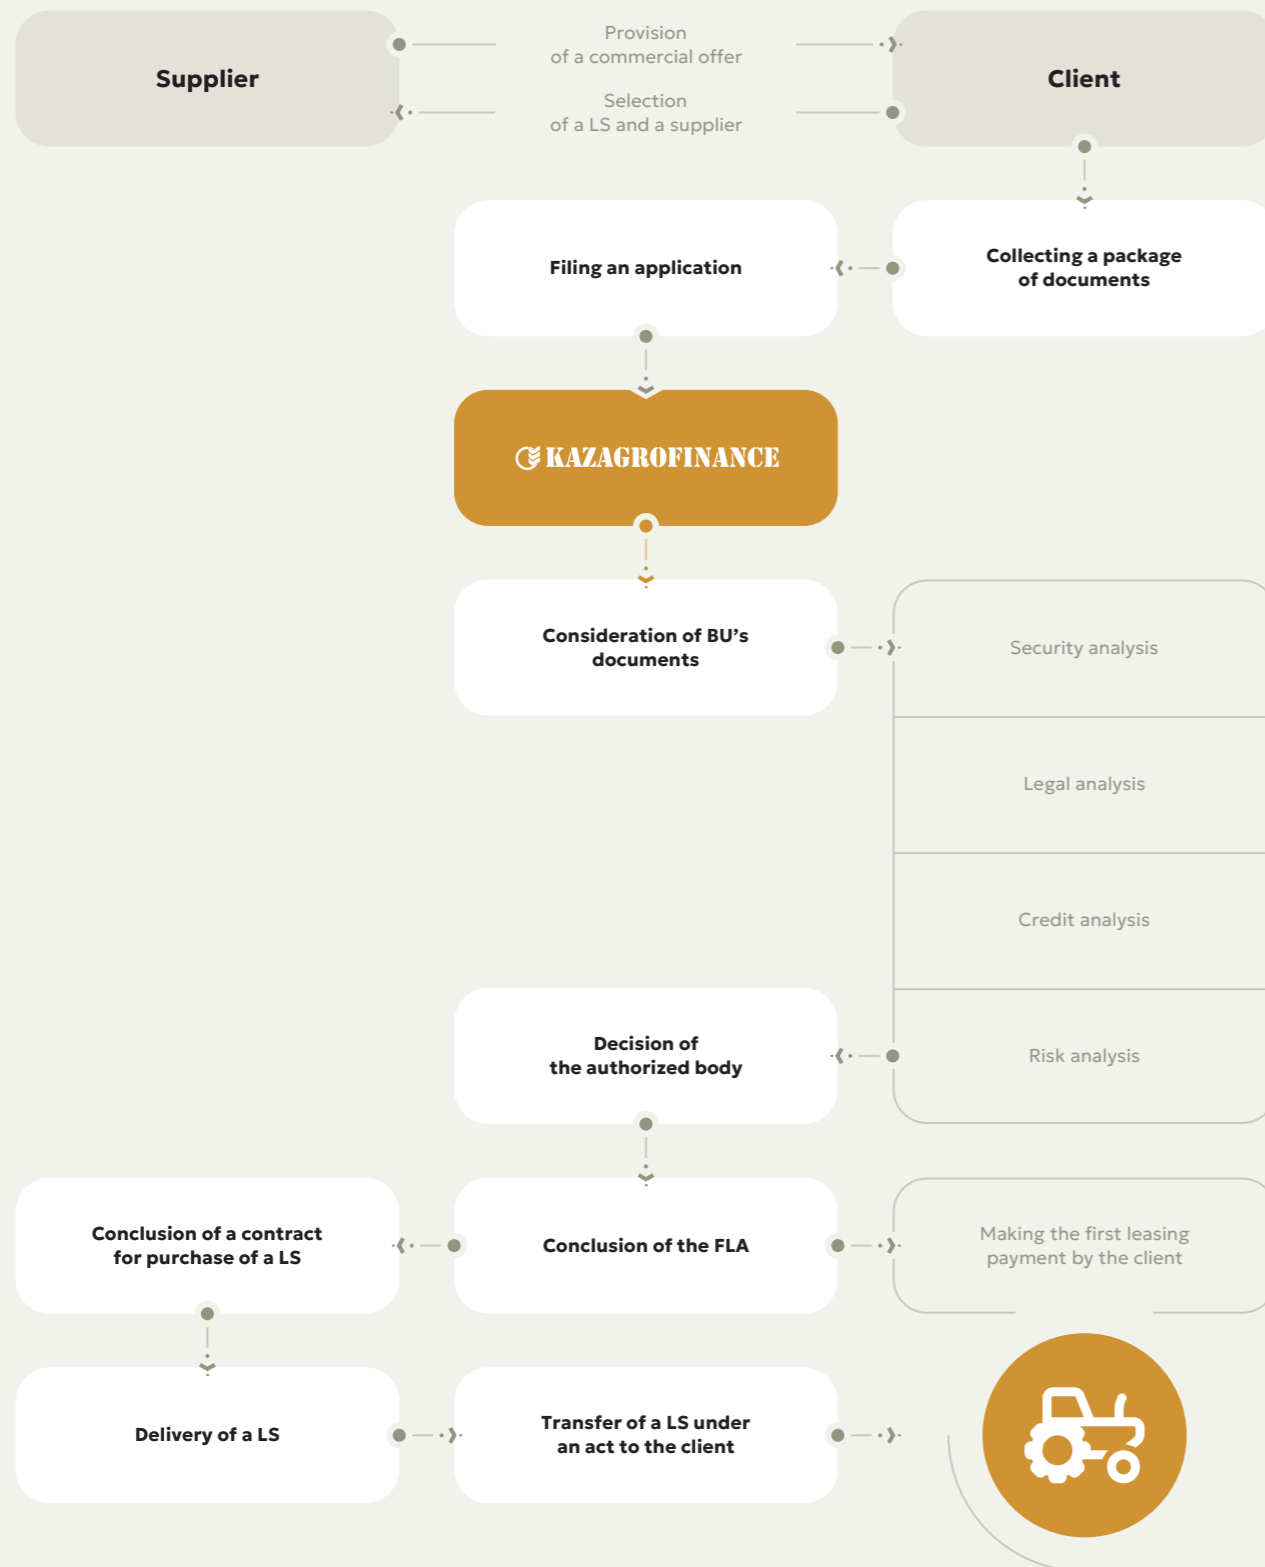 Supplier
Provision
of a commercial offer
Selection
of a LS and a supplier
Client
Filing an application
Collecting a package
of documents
KAZAGROFINANCE
Consideration of BU’s
documents
Security analysis
Legal analysis
Credit analysis
Decision of
the authorized body
Risk analysis
Conclusion of a contract
for purchase of a LS
Conclusion of the FLA
Making the first leasing
payment by the client
Delivery of a LS
Transfer of a LS under
an act to the client